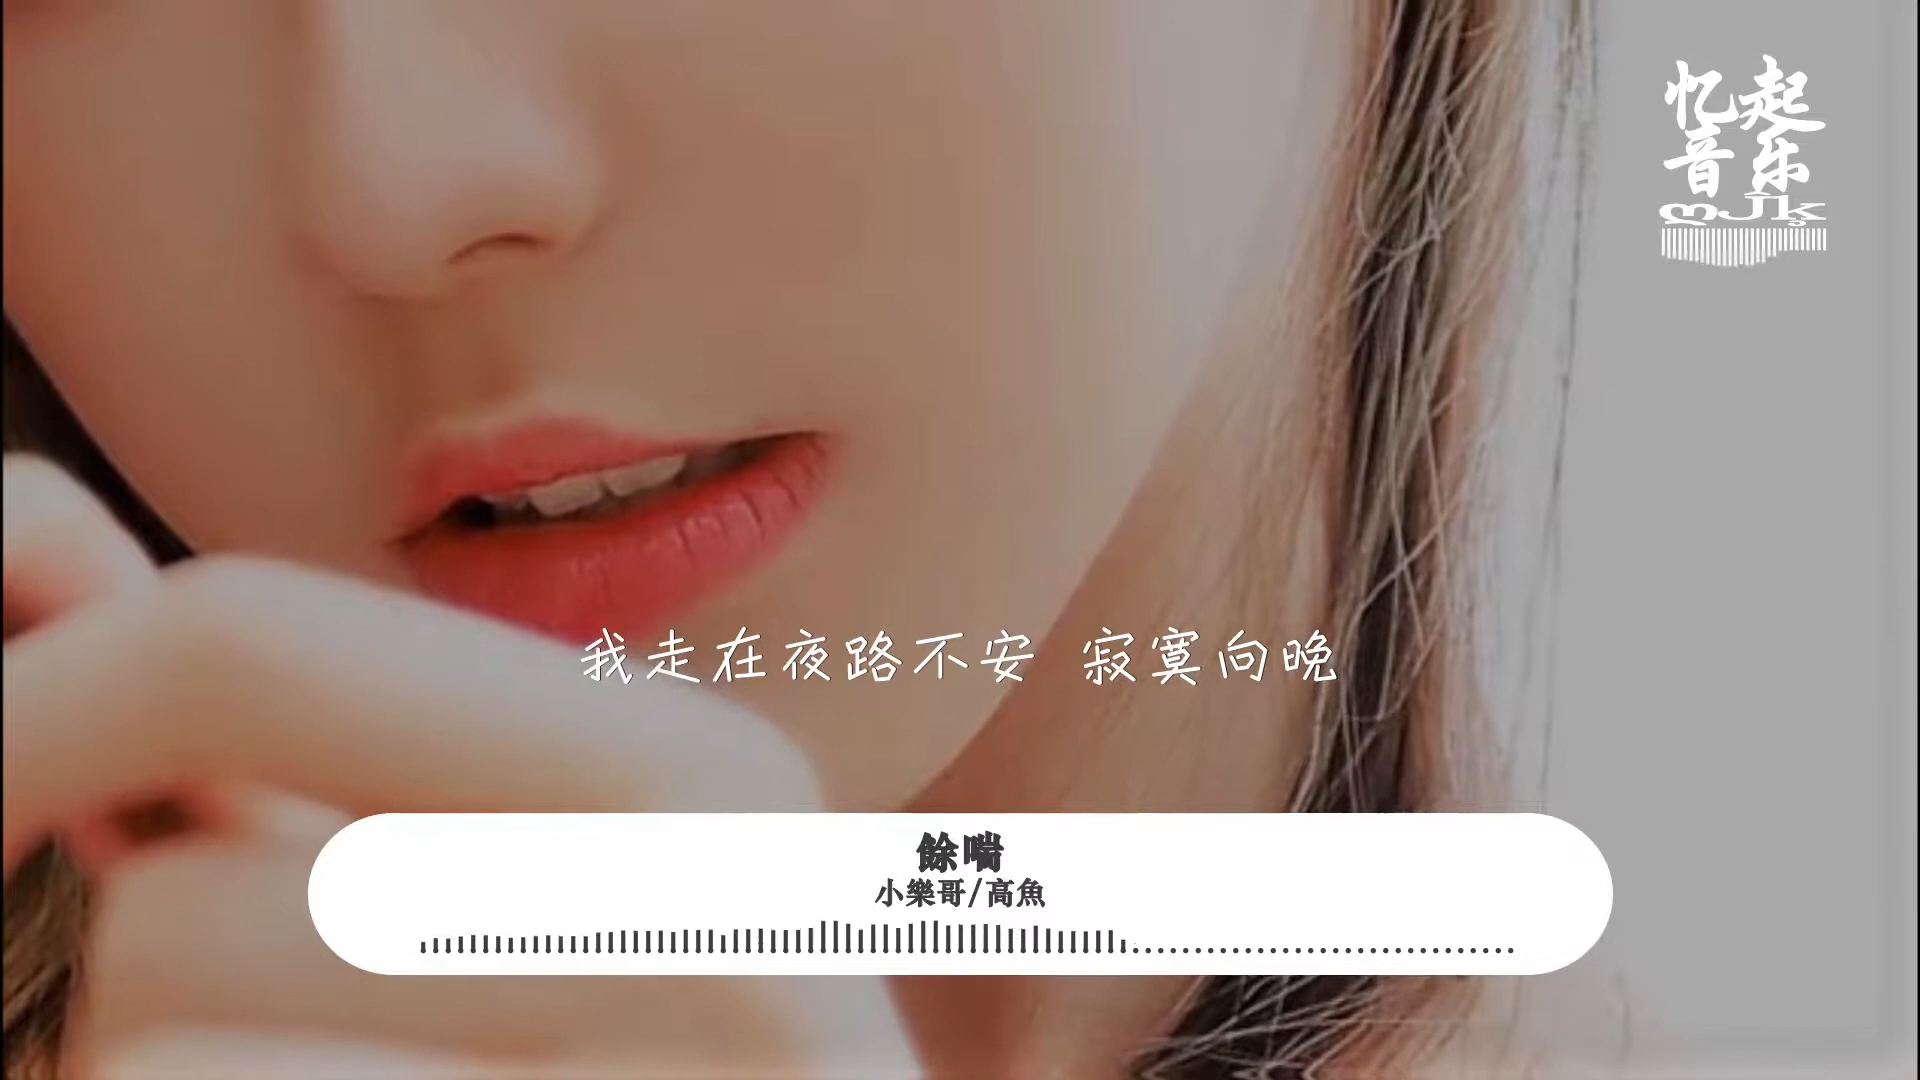 忆起
音乐
我走在夜路不安 寂寞向晚
餘喘
小樂哥/高魚